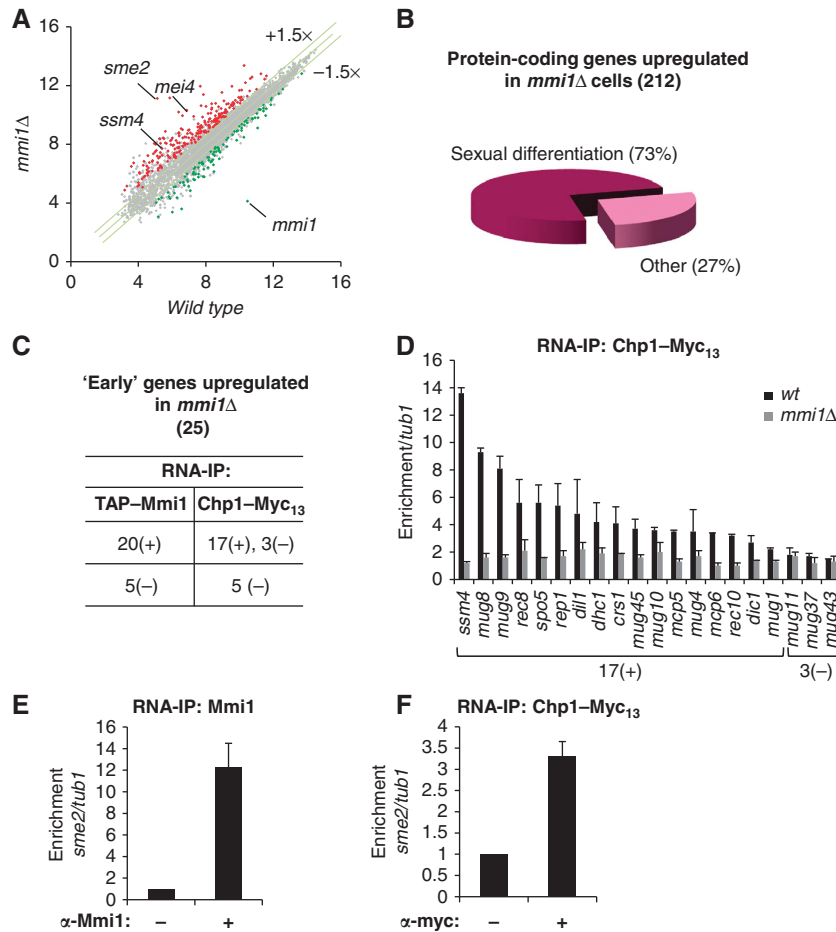 A
16
12
8
4
0
mmi1Δ
sme2
mei4
ssm4
+1.5×
−1.5×
mmi1
0 4 8 12 16
Wild type
B
Protein-coding genes upregulated
in mmi1Δ cells (212)
Sexual differentiation (73%)
Other (27%)
C
'Early' genes upregulated
in mmi1Δ
(25)
RNA-IP:
TAP–Mmi1 Chp1–Myc13
20(+) 17(+), 3(−)
5(−) 5 (−)
D
RNA-IP: Chp1–Myc13
Enrichment/tub1
16
14
12
10
8
6
4
2
0
wt
mmi1Δ
ssm4 mug8 mug9 rec8 spo5 rep1 dil1 dhc1 crs1 mug45 mug10 mcp5 mug4 mcp6 rec10 dic1 mug1 mug11 mug37 mug43
17(+) 3(−)
E
RNA-IP: Mmi1
Enrichment
sme2/tub1
16
14
12
10
8
6
4
2
0
α-Mmi1: − +
F
RNA-IP: Chp1–Myc13
Enrichment
sme2/tub1
4
3.5
3
2.5
2
1.5
1
0.5
0
α-myc: − +